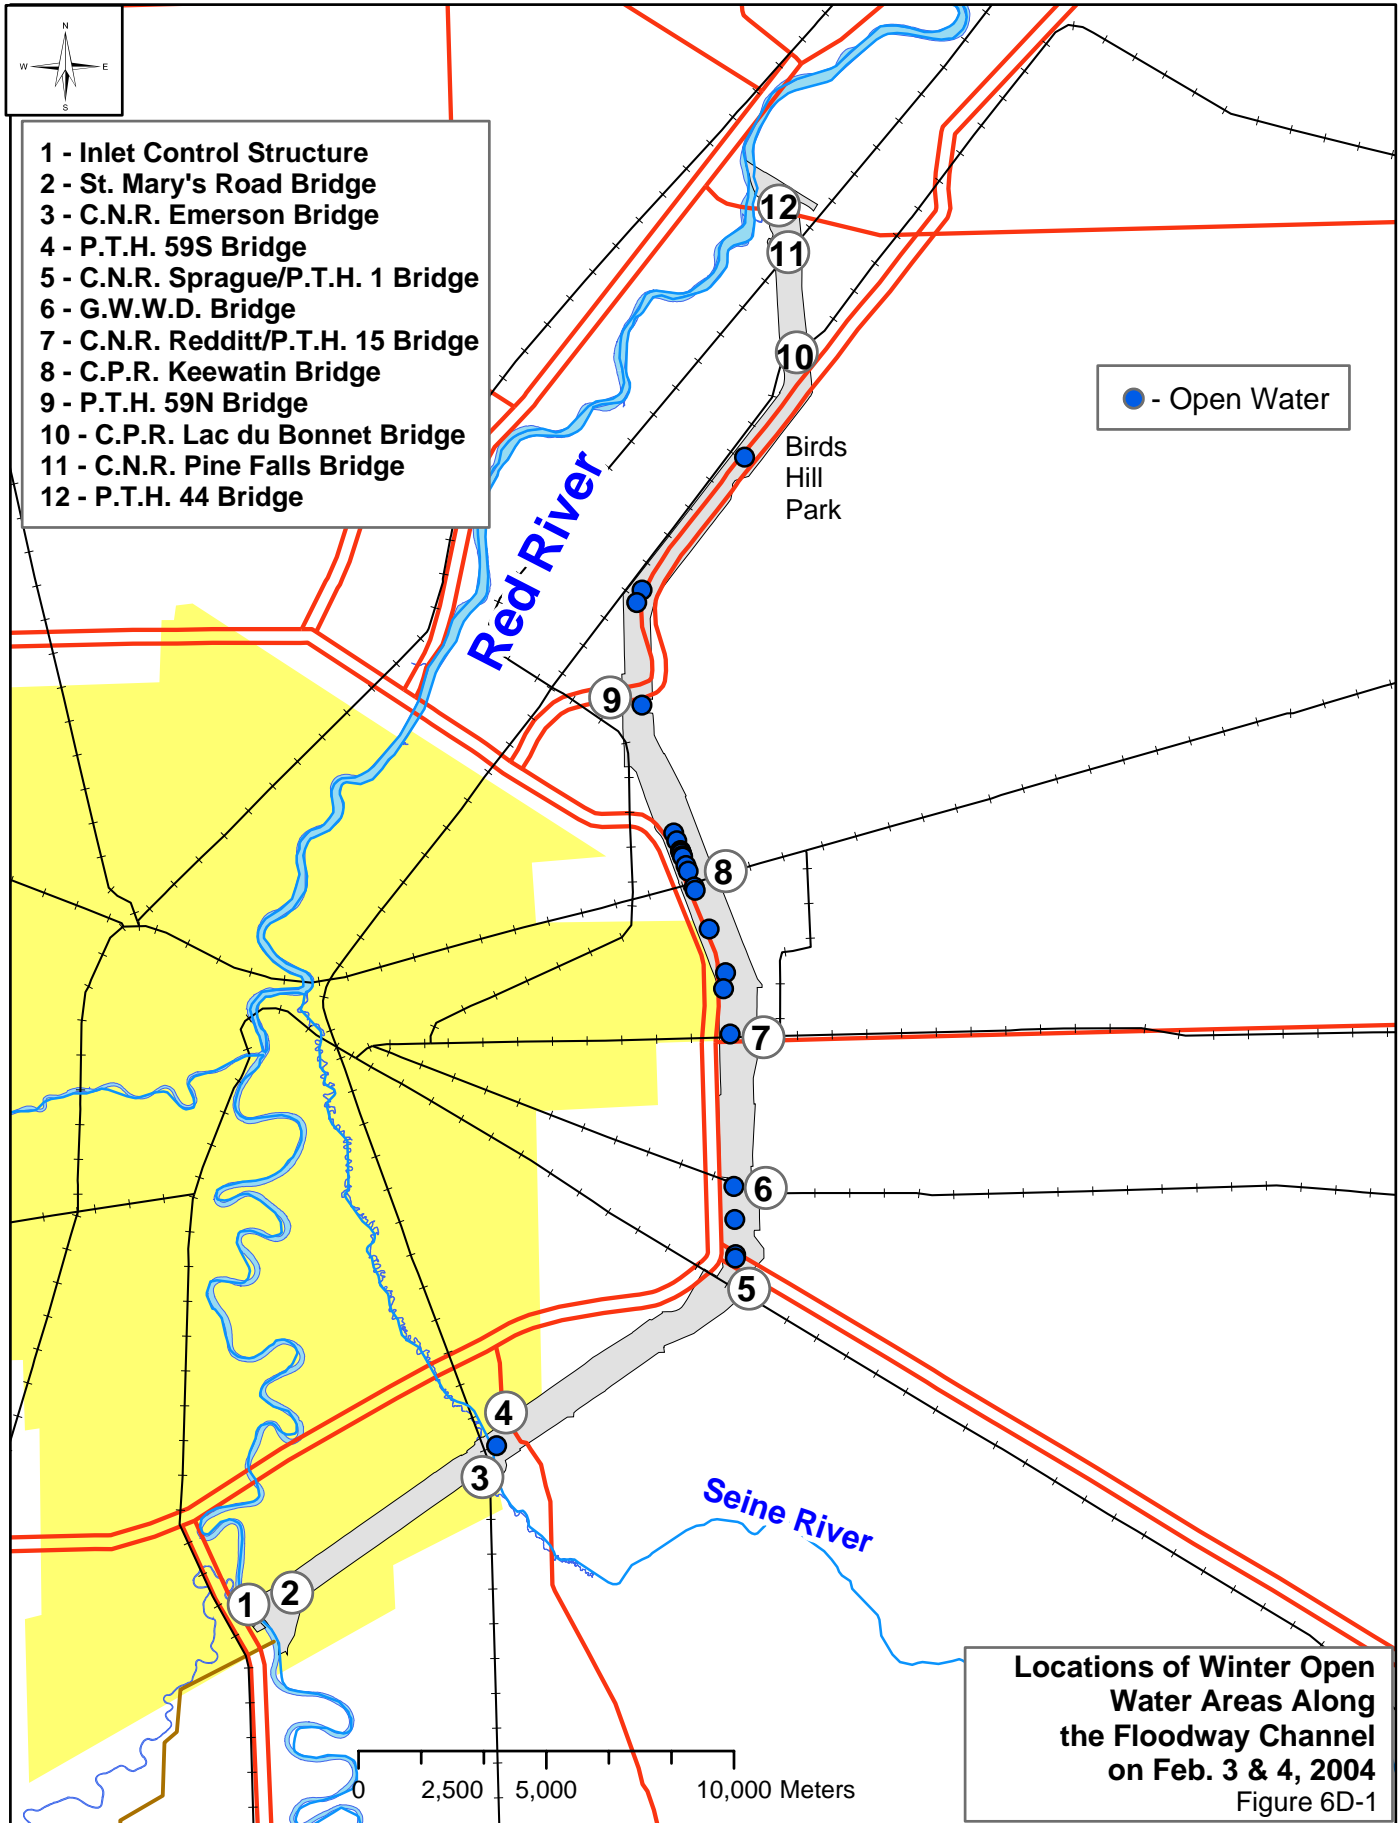 N
W E
S
1 - Inlet Control Structure
2 - St. Mary's Road Bridge
3 - C.N.R. Emerson Bridge
4 - P.T.H. 59S Bridge
5 - C.N.R. Sprague/P.T.H. 1 Bridge
6 - G.W.W.D. Bridge
7 - C.N.R. Redditt/P.T.H. 15 Bridge
8 - C.P.R. Keewatin Bridge
9 - P.T.H. 59N Bridge
10 - C.P.R. Lac du Bonnet Bridge
11 - C.N.R. Pine Falls Bridge
12 - P.T.H. 44 Bridge
12
11
10
- Open Water
Birds
Hill
Park
Red River
9
8
7
6
5
4
3
Seine River
2
1
Locations of Winter Open
Water Areas Along
the Floodway Channel
on Feb. 3 & 4, 2004
Figure 6D-1
0 2,500 5,000 10,000 Meters